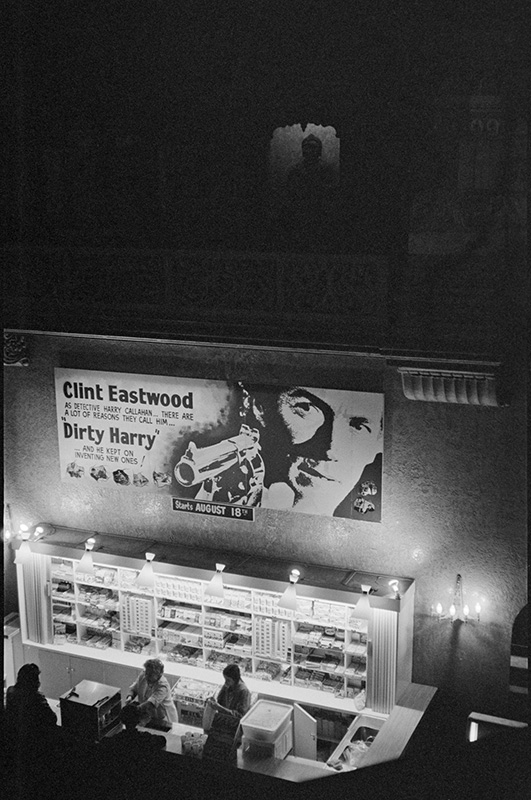 Clint Eastwood
AS DETECTIVE HARRY CALLAHAN... THERE ARE
A LOT OF REASONS THEY CALL HIM...
"Dirty Harry"
...AND HE KEPT ON
INVENTING NEW ONES!
Starts AUGUST 18TH